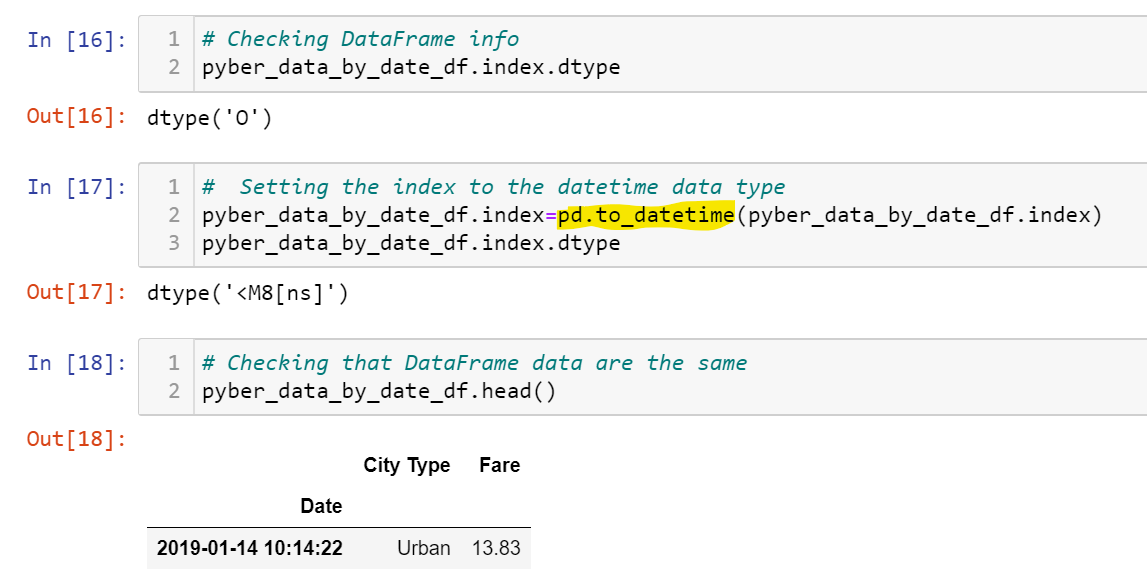 In [16]:
1 # Checking DataFrame info
2 pyber_data_by_date_df.index.dtype
Out[16]: dtype('O')
In [17]:
1 #  Setting the index to the datetime data type
2 pyber_data_by_date_df.index=pd.to_datetime(pyber_data_by_date_df.index)
3 pyber_data_by_date_df.index.dtype
Out[17]: dtype('<M8[ns]')
In [18]:
1 # Checking that DataFrame data are the same
2 pyber_data_by_date_df.head()
Out[18]:
City Type Fare
Date
2019-01-14 10:14:22 Urban 13.83